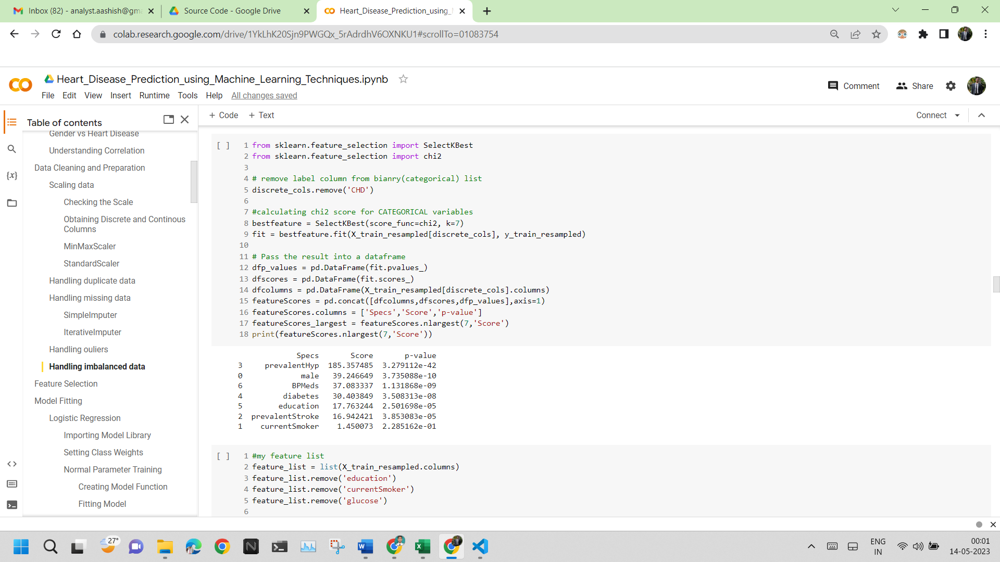 Inbox (82) - analyst.aashish@gm
Source Code - Google Drive
Heart_Disease_Prediction_using_
colab.research.google.com/drive/1YkLhK20Sjn9PWGQx_5rAdrdhV6OXNKU1#scrollTo=01083754
Heart_Disease_Prediction_using_Machine_Learning_Techniques.ipynb
File Edit View Insert Runtime Tools Help All changes saved
Comment Share
Table of contents
Gender vs Heart Disease
Understanding Correlation
Data Cleaning and Preparation
Scaling data
Checking the Scale
Obtaining Discrete and Continous
Columns
MinMaxScaler
StandardScaler
Handling duplicate data
Handling missing data
SimpleImputer
IterativeImputer
Handling ouliers
Handling imbalanced data
Feature Selection
Model Fitting
Logistic Regression
Importing Model Library
Setting Class Weights
Normal Parameter Training
Creating Model Function
Fitting Model
+ Code + Text
Connect
[ ] 1 from sklearn.feature_selection import SelectKBest
2 from sklearn.feature_selection import chi2
3
4 # remove label column from bianry(categorical) list
5 discrete_cols.remove('CHD')
6
7 #calculating chi2 score for CATEGORICAL variables
8 bestfeature = SelectKBest(score_func=chi2, k=7)
9 fit = bestfeature.fit(X_train_resampled[discrete_cols], y_train_resampled)
10
11 # Pass the result into a dataframe
12 dfp_values = pd.DataFrame(fit.pvalues_)
13 dfscores = pd.DataFrame(fit.scores_)
14 dfcolumns = pd.DataFrame(X_train_resampled[discrete_cols].columns)
15 featureScores = pd.concat([dfcolumns,dfscores,dfp_values],axis=1)
16 featureScores.columns = ['Specs','Score','p-value']
17 featureScores_largest = featureScores.nlargest(7,'Score')
18 print(featureScores.nlargest(7,'Score'))
Specs Score p-value
3 prevalentHyp 185.357485 3.279112e-42
0 male 39.246649 3.735088e-10
6 BPMeds 37.083337 1.131868e-09
4 diabetes 30.403849 3.508313e-08
5 education 17.763244 2.501698e-05
2 prevalentStroke 16.942421 3.853083e-05
1 currentSmoker 1.450073 2.285162e-01
[ ] 1 #my feature list
2 feature_list = list(X_train_resampled.columns)
3 feature_list.remove('education')
4 feature_list.remove('currentSmoker')
5 feature_list.remove('glucose')
6
27°
ENG
IN
00:01
14-05-2023